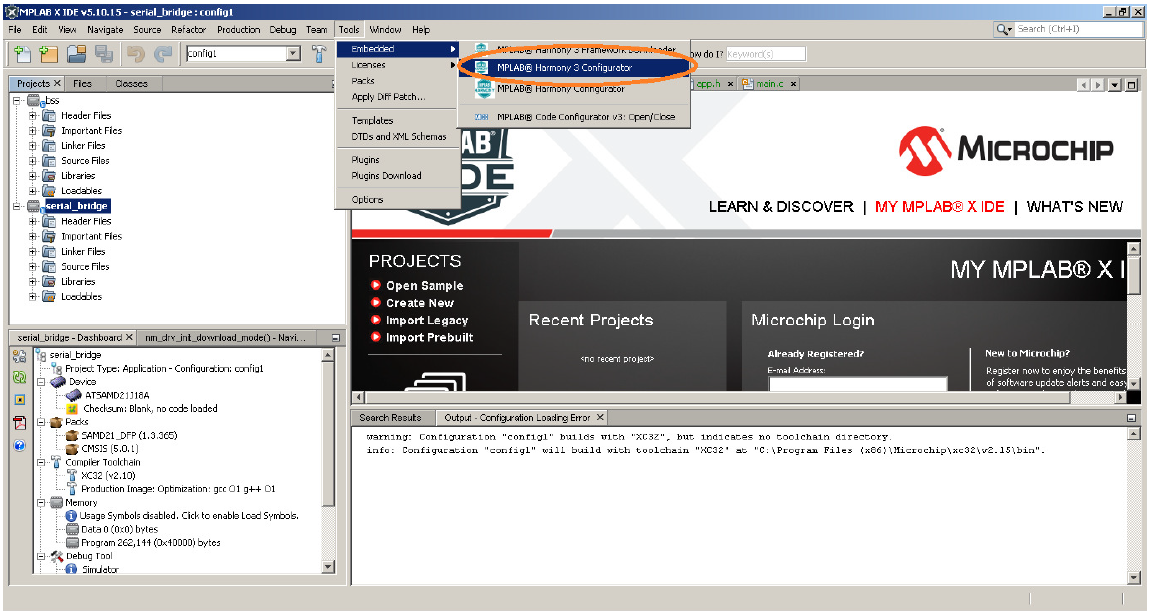 MPLAB X IDE v5.10.15 - serial_bridge : config1
File Edit View Navigate Source Refactor Production Debug Team Tools Window Help
Search (Ctrl+I)
config1
how do I? Keyword(s)
Embedded
Licenses
Packs
Apply Diff Patch...
Templates
DTDs and XML Schemas
Plugins
Plugins Download
Options
MPLAB® Harmony 3 Framework Downloader
MPLAB® Harmony 3 Configurator
MPLAB® Harmony Configurator
MPLAB® Code Configurator v3: Open/Close
Projects X Files Classes
app.h x main.c x
bss
Header Files
Important Files
Linker Files
Source Files
Libraries
Loadables
serial_bridge
Header Files
Important Files
Linker Files
Source Files
Libraries
Loadables
MICROCHIP
LEARN & DISCOVER | MY MPLAB® X IDE | WHAT'S NEW
PROJECTS
Open Sample
Create New
Import Legacy
Import Prebuilt
MY MPLAB® X I
Recent Projects
<no recent project>
Microchip Login
Already Registered?
E-mail Address:
New to Microchip?
Register now to enjoy the benefits
of software update alerts and easy
serial_bridge - Dashboard X nm_drv_init_download_mode() - Navi...
serial_bridge
Project Type: Application - Configuration: config1
Device
ATSAMD21J18A
Checksum: Blank, no code loaded
Packs
SAMD21_DFP (1.3.365)
CMSIS (5.0.1)
Compiler Toolchain
XC32 (v2.10)
Production Image: Optimization: gcc O1 g++ O1
Memory
Usage Symbols disabled. Click to enable Load Symbols.
Data 0 (0x0) bytes
Program 262,144 (0x40000) bytes
Debug Tool
Simulator
Search Results Output - Configuration Loading Error X
warning: Configuration "config1" builds with "XC32", but indicates no toolchain directory.
info: Configuration "config1" will build with toolchain "XC32" at "C:\Program Files (x86)\Microchip\xc32\v2.15\bin".